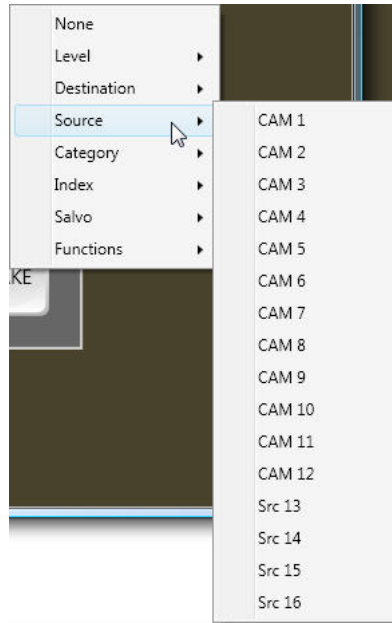 None
Level
Destination
Source
Category
Index
Salvo
Functions
KE
CAM 1
CAM 2
CAM 3
CAM 4
CAM 5
CAM 6
CAM 7
CAM 8
CAM 9
CAM 10
CAM 11
CAM 12
Src 13
Src 14
Src 15
Src 16